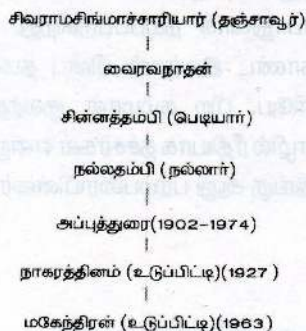 சிவராமசிங்மாச்சாரியார் (தஞ்சாவூர்)
வைரவநாதன்
சின்னத்தம்பி (பெடியார்)
நல்லதம்பி (நல்லார்)
அப்புத்துரை(1902-1974)
நாகரத்தினம் (உடுப்பிட்டி)(1927 )
மகேந்திரன் (உடுப்பிட்டி)(1963)